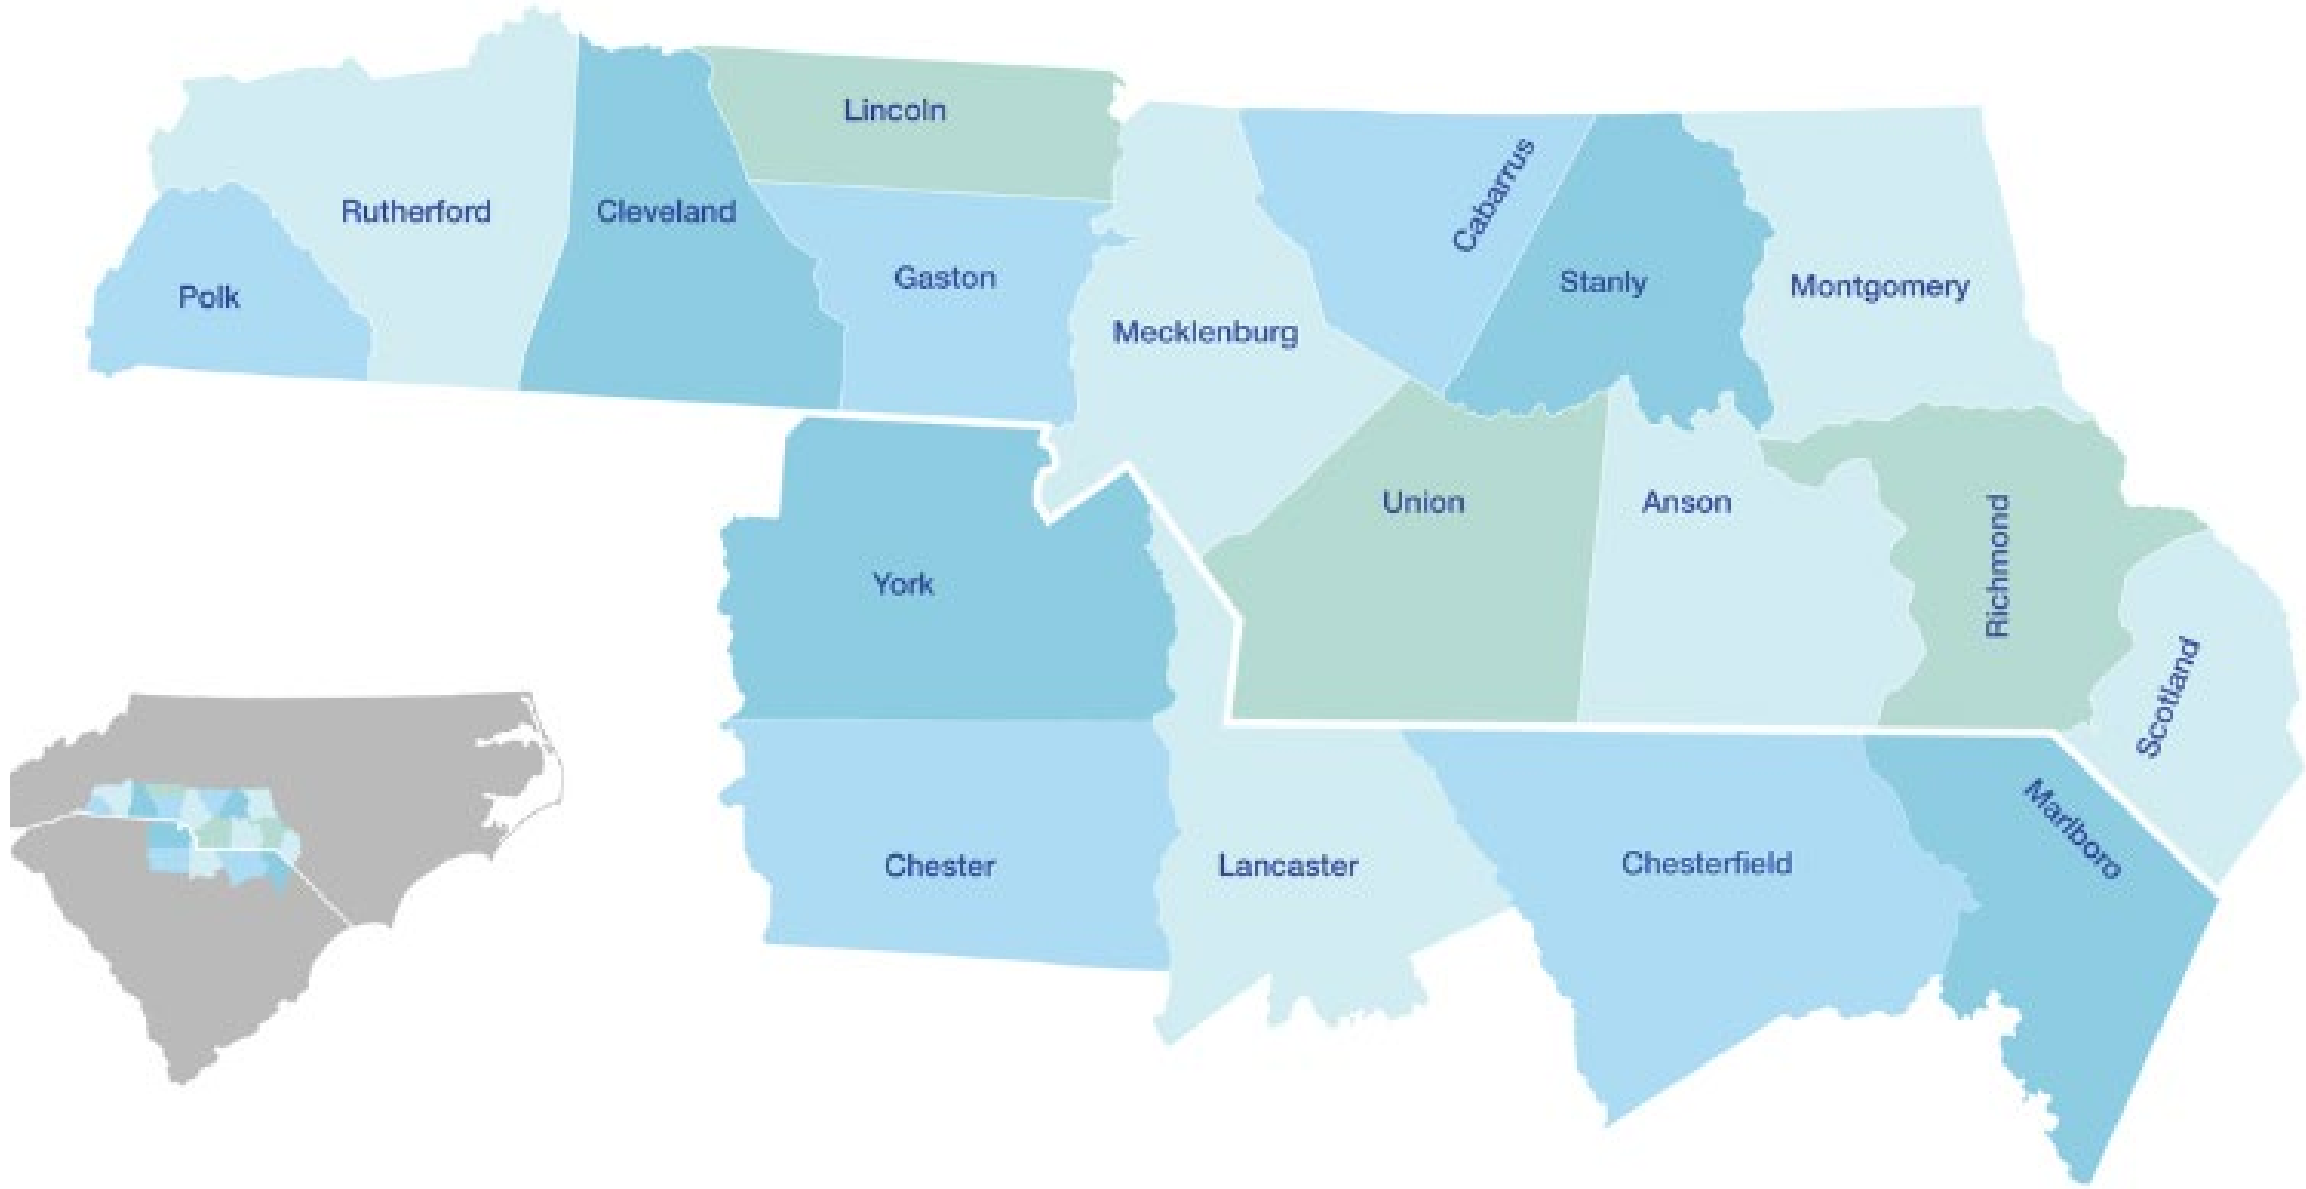 Lincoln
Cabarrus
Rutherford
Cleveland
Polk
Gaston
Stanly
Montgomery
Mecklenburg
Union
Anson
Richmond
York
Scotland
Marlboro
Chester
Lancaster
Chesterfield